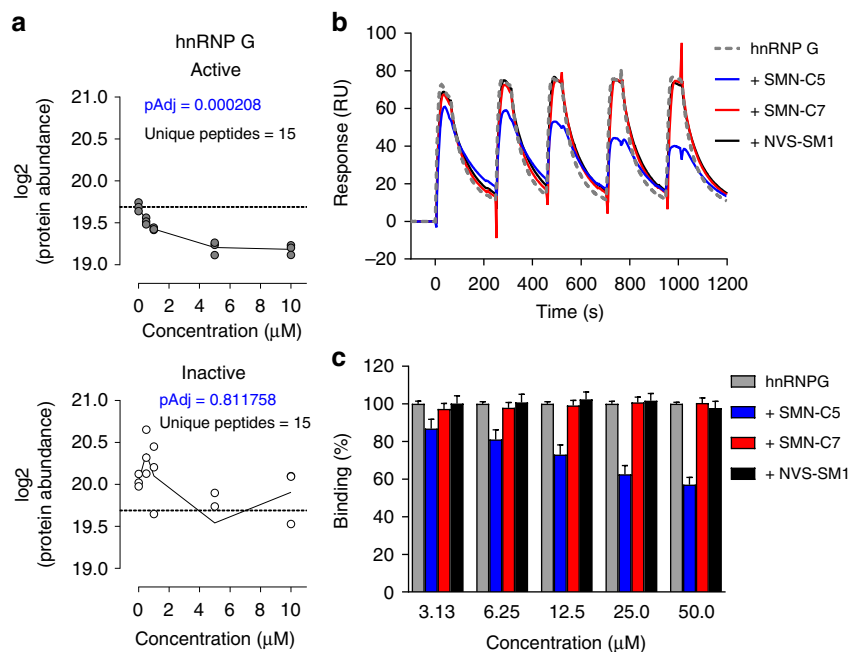 a
hnRNP G
Active
pAdj = 0.000208
Unique peptides = 15
log2
(protein abundance)
21.0
20.5
20.0
19.5
19.0
0 2 4 6 8 10
Concentration (μM)
Inactive
pAdj = 0.811758
Unique peptides = 15
log2
(protein abundance)
21.0
20.5
20.0
19.5
19.0
0 2 4 6 8 10
Concentration (μM)
b
Response (RU)
100
80
60
40
20
0
−20
0 200 400 600 800 1000 1200
Time (s)
hnRNP G
+ SMN-C5
+ SMN-C7
+ NVS-SM1
c
Binding (%)
120
100
80
60
40
20
0
3.13 6.25 12.5 25.0 50.0
Concentration (μM)
hnRNPG
+ SMN-C5
+ SMN-C7
+ NVS-SM1